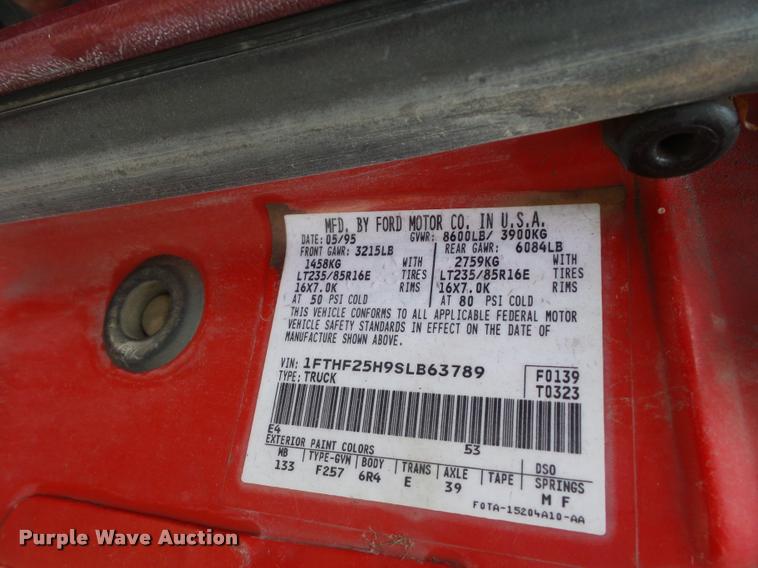 MFD. BY FORD MOTOR CO. IN U.S.A.
DATE: 05/95 GVWR: 8600LB/ 3900KG
FRONT GAWR: 3215LB REAR GAWR: 6084LB
1458KG WITH 2759KG WITH
LT235/85R16E TIRES LT235/85R16E TIRES
16X7.0K RIMS 16X7.0K RIMS
AT 50 PSI COLD AT 80 PSI COLD
THIS VEHICLE CONFORMS TO ALL APPLICABLE FEDERAL MOTOR
VEHICLE SAFETY STANDARDS IN EFFECT ON THE DATE OF
MANUFACTURE SHOWN ABOVE.
VIN: 1FTHF25H9SLB63789 F0139
TYPE: TRUCK T0323
E4 53
EXTERIOR PAINT COLORS DSO
WB TYPE-GVW BODY TRANS AXLE TAPE SPRINGS
133 F257 6R4 E 39 M F
F0TA-15204A10-AA
Purple Wave Auction